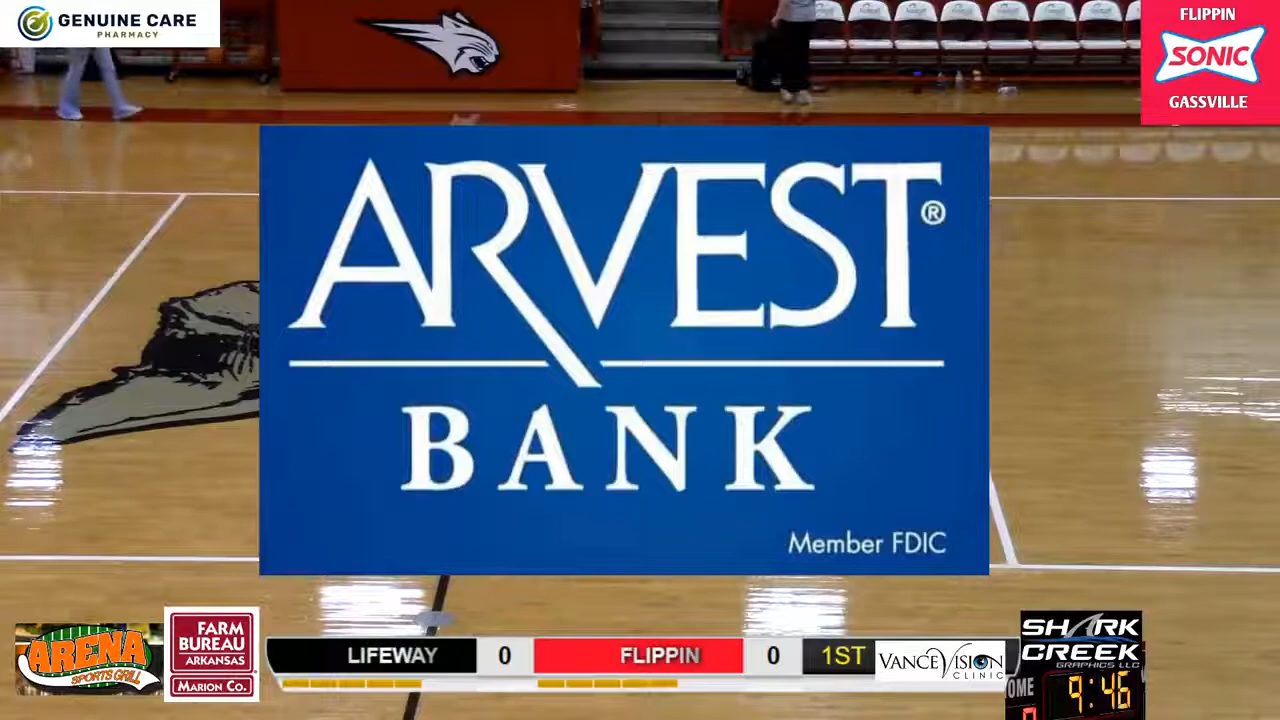 GENUINE CARE
PHARMACY
FLIPPIN
SONIC
GASSVILLE
ARVEST®
BANK
Member FDIC
ARENA
SPORTS GRILL
FARM
BUREAU
ARKANSAS
Marion Co.
LIFEWAY 0 FLIPPIN 0 1ST
VANCE VISION
CLINIC
SHARK
CREEK
GRAPHICS LLC
OME
9:46